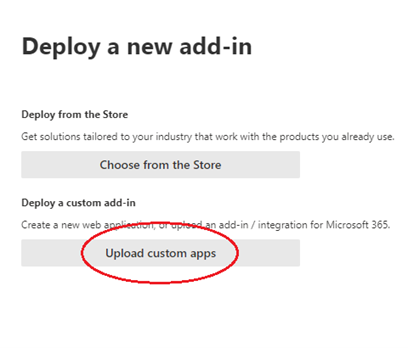 Deploy a new add-in
Deploy from the Store
Get solutions tailored to your industry that work with the products you already use.
Choose from the Store
Deploy a custom add-in
Create a new web application, or upload an add-in / integration for Microsoft 365.
Upload custom apps